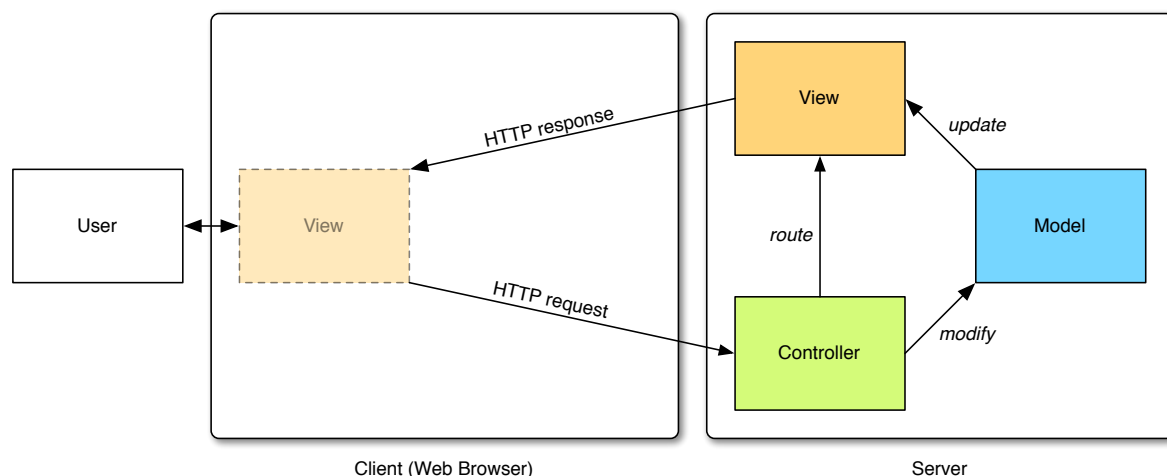 View
HTTP response
update
User
View
route
Model
HTTP request
modify
Controller
Client (Web Browser)
Server